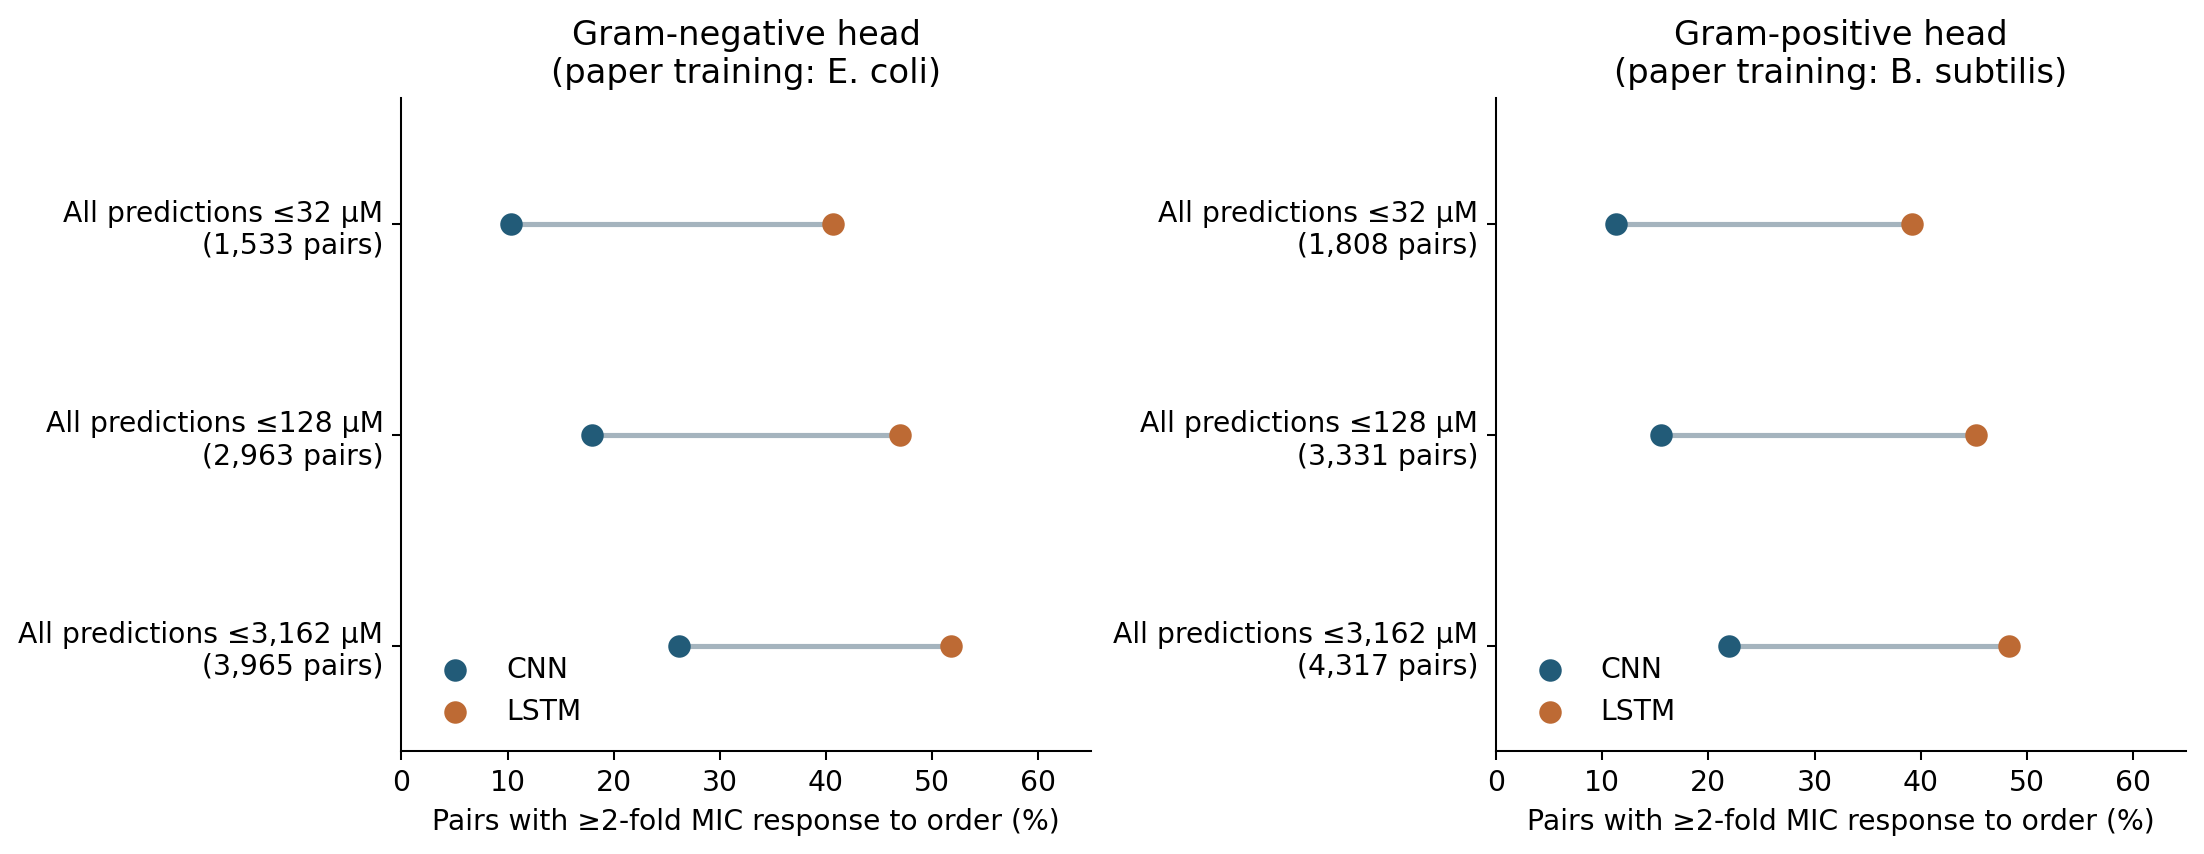 Gram-negative head
(paper training: E. coli)
All predictions ≤32 µM
(1,533 pairs)
All predictions ≤128 µM
(2,963 pairs)
All predictions ≤3,162 µM
(3,965 pairs)
CNN
LSTM
0 10 20 30 40 50 60
Pairs with ≥2-fold MIC response to order (%)
Gram-positive head
(paper training: B. subtilis)
All predictions ≤32 µM
(1,808 pairs)
All predictions ≤128 µM
(3,331 pairs)
All predictions ≤3,162 µM
(4,317 pairs)
CNN
LSTM
0 10 20 30 40 50 60
Pairs with ≥2-fold MIC response to order (%)